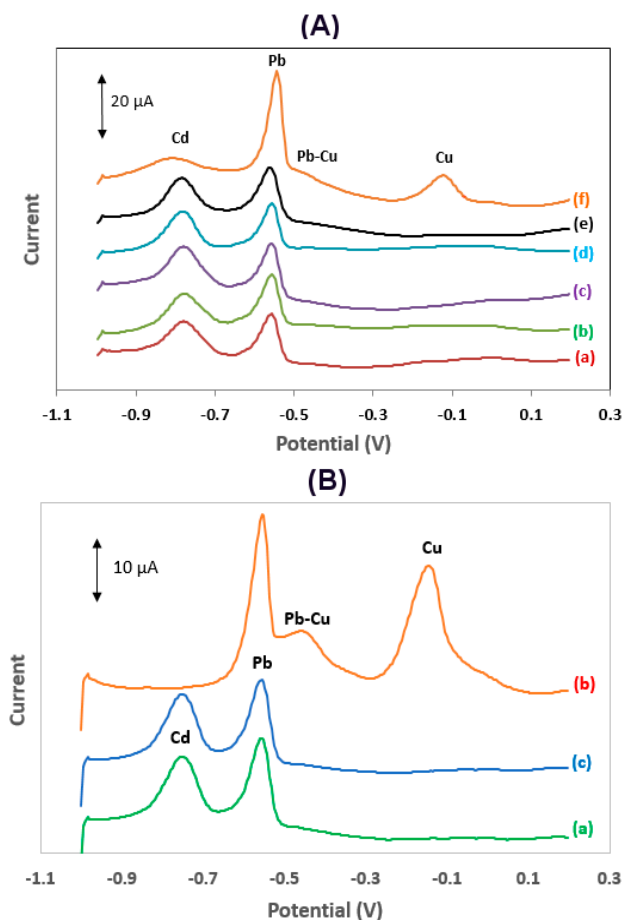 (A)
20 µA
Cd
Pb
Pb-Cu
Cu
(f)
(e)
(d)
(c)
(b)
(a)
Current
-1.1 -0.9 -0.7 -0.5 -0.3 -0.1 0.1 0.3
Potential (V)
(B)
10 µA
Cd
Pb
Pb-Cu
Cu
(b)
(c)
(a)
Current
-1.1 -0.9 -0.7 -0.5 -0.3 -0.1 0.1 0.3
Potential (V)